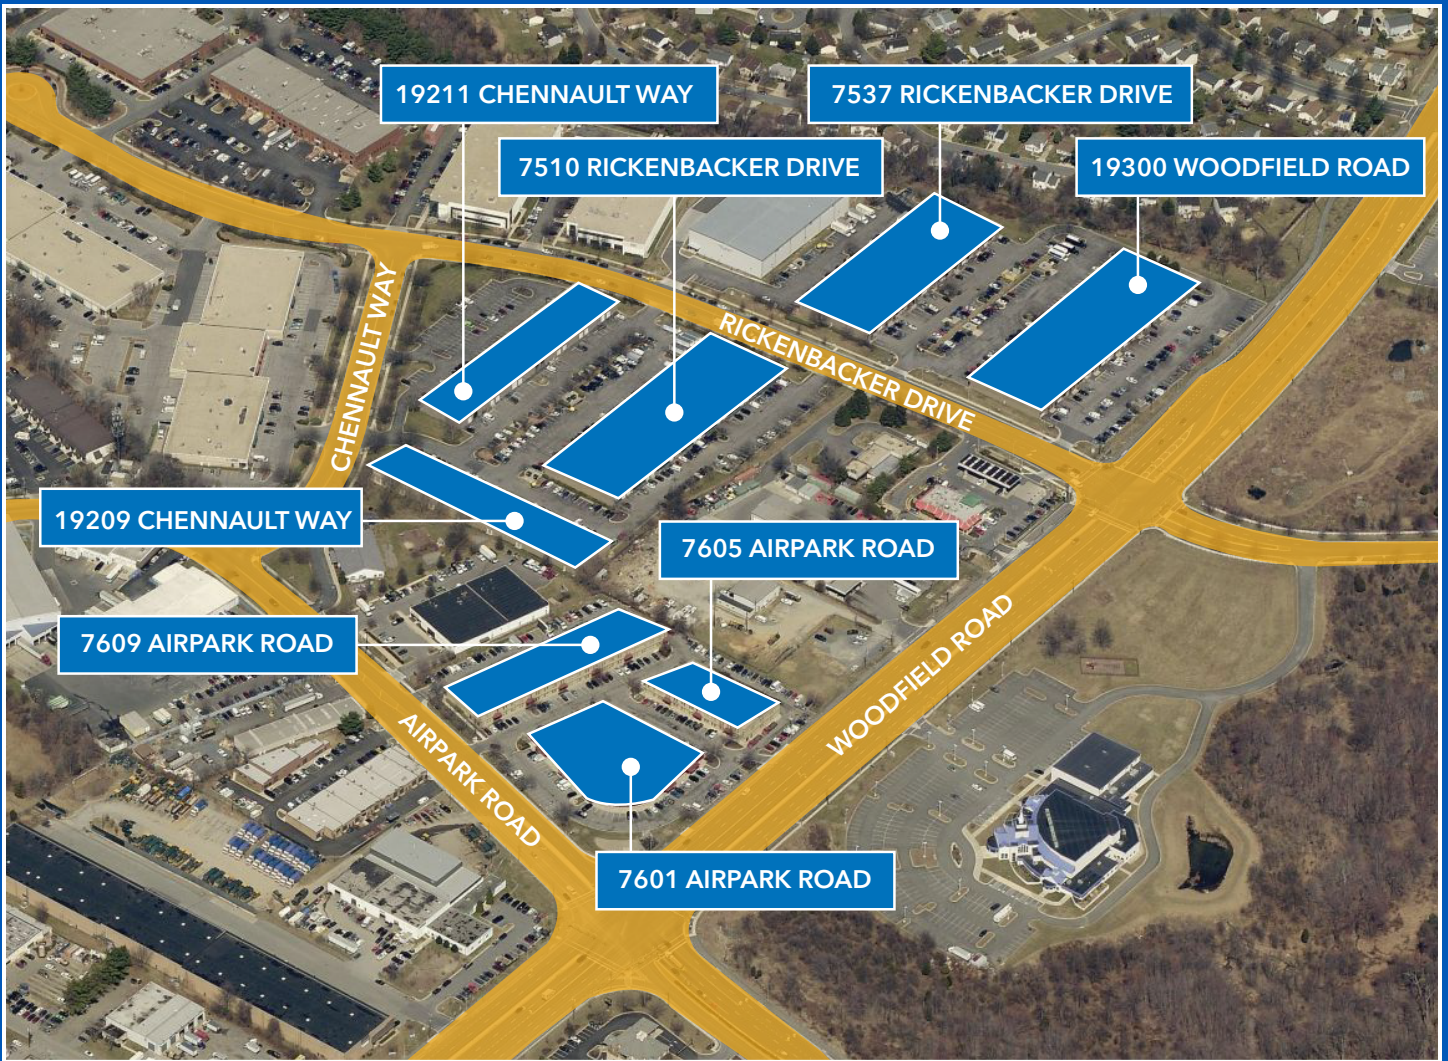 19211 CHENNAULT WAY
7537 RICKENBACKER DRIVE
7510 RICKENBACKER DRIVE
19300 WOODFIELD ROAD
CHENNAULT WAY
RICKENBACKER DRIVE
19209 CHENNAULT WAY
7605 AIRPARK ROAD
7609 AIRPARK ROAD
WOODFIELD ROAD
AIRPARK ROAD
7601 AIRPARK ROAD